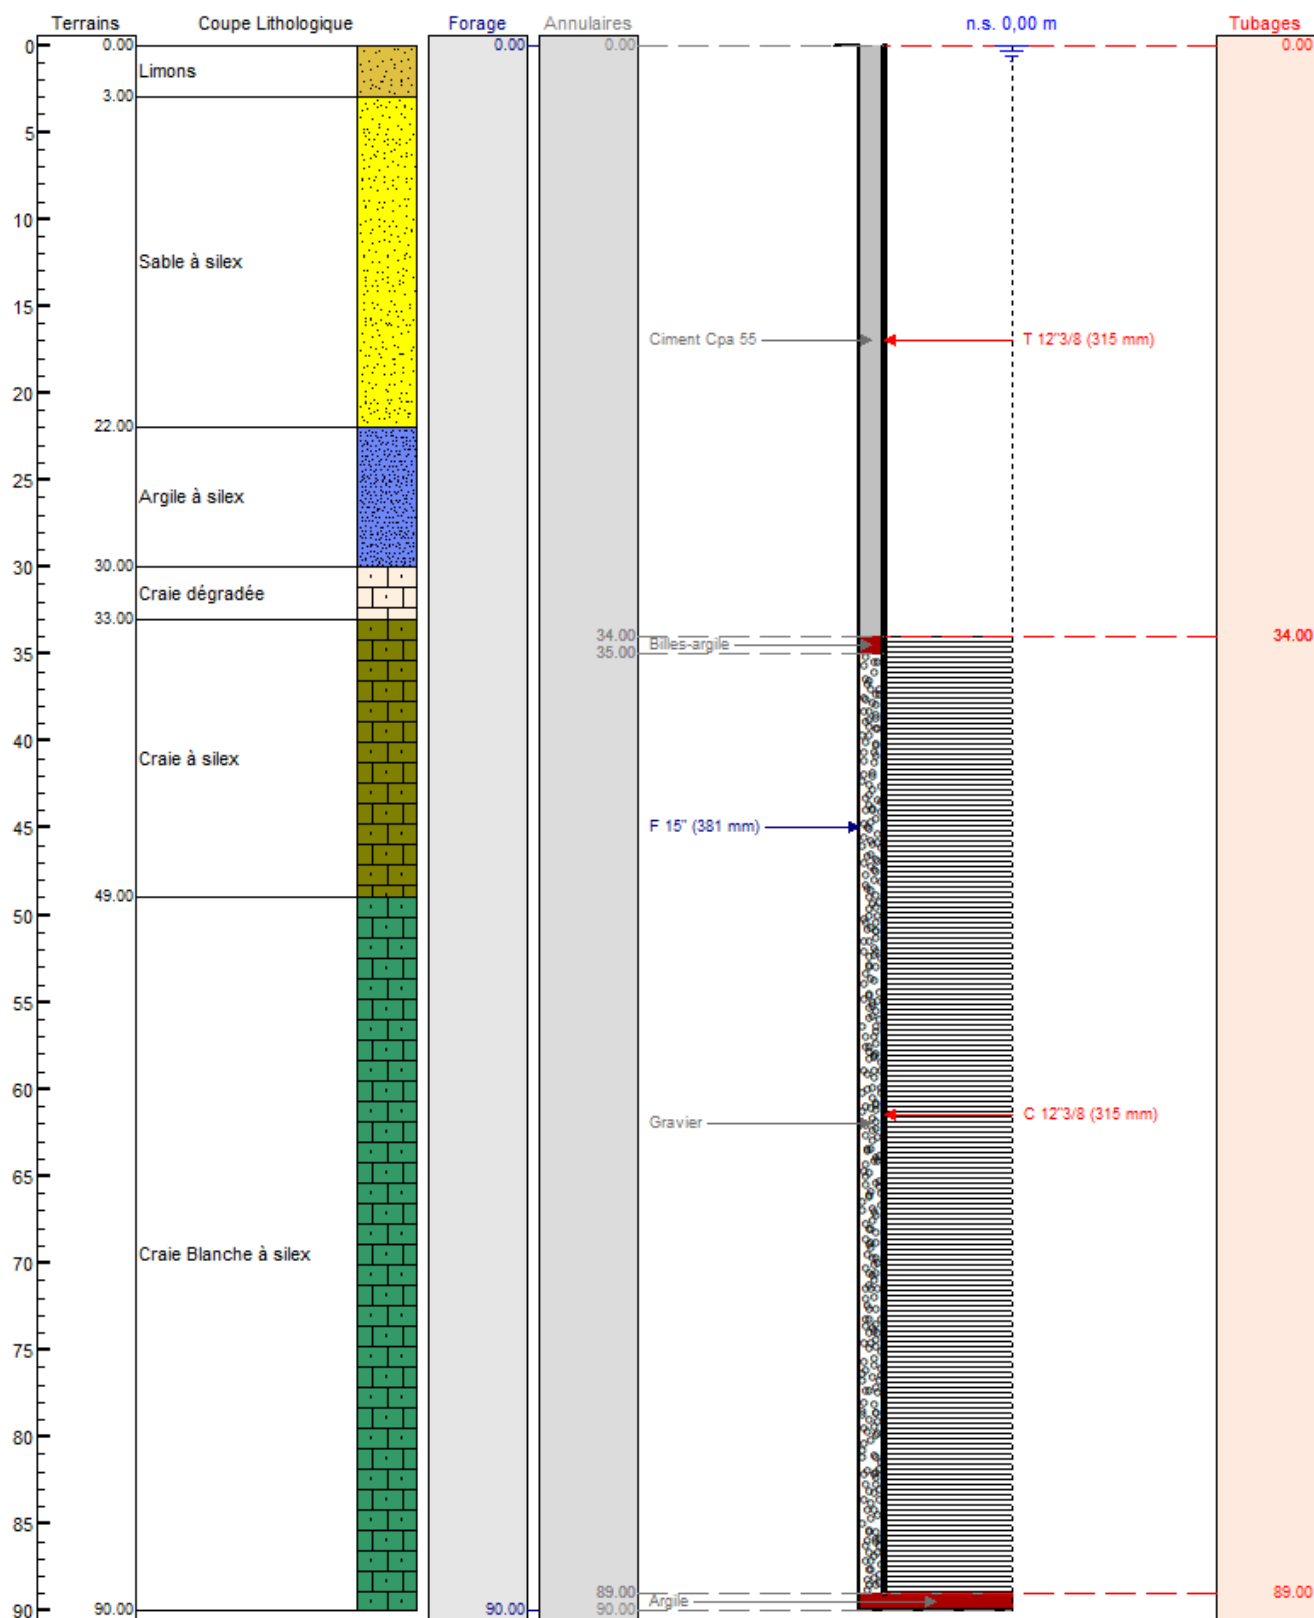 Terrains Coupe Lithologique Forage Annulaires n.s. 0,00 m Tubages
0 0.00 0.00 0.00 0.00
Limons
3.00
5
10
Sable à silex
15
Ciment Cpa 55 T 12"3/8 (315 mm)
20
22.00
25
Argile à silex
30 30.00
Craie dégradée
33.00
34.00 34.00
Billes-argile
35 35.00
40
Craie à silex
45 F 15" (381 mm)
49.00
50
55
60
C 12"3/8 (315 mm)
Gravier
65
70 Craie Blanche à silex
75
80
85
89.00 89.00
Argile
90 90.00 90.00 90.00